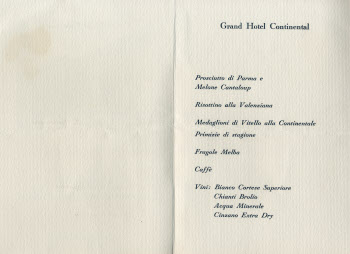 Grand Hotel Continental
Prosciutto di Parma e
Melone Cantaloup
Risottino alla Valenziana
Medaglioni di Vitello alla Continentale
Primizie di stagione
Fragole Melba
Caffè
Vini: Bianco Cortese Superiore
Chianti Brolio
Acqua Minerale
Cinzano Extra Dry